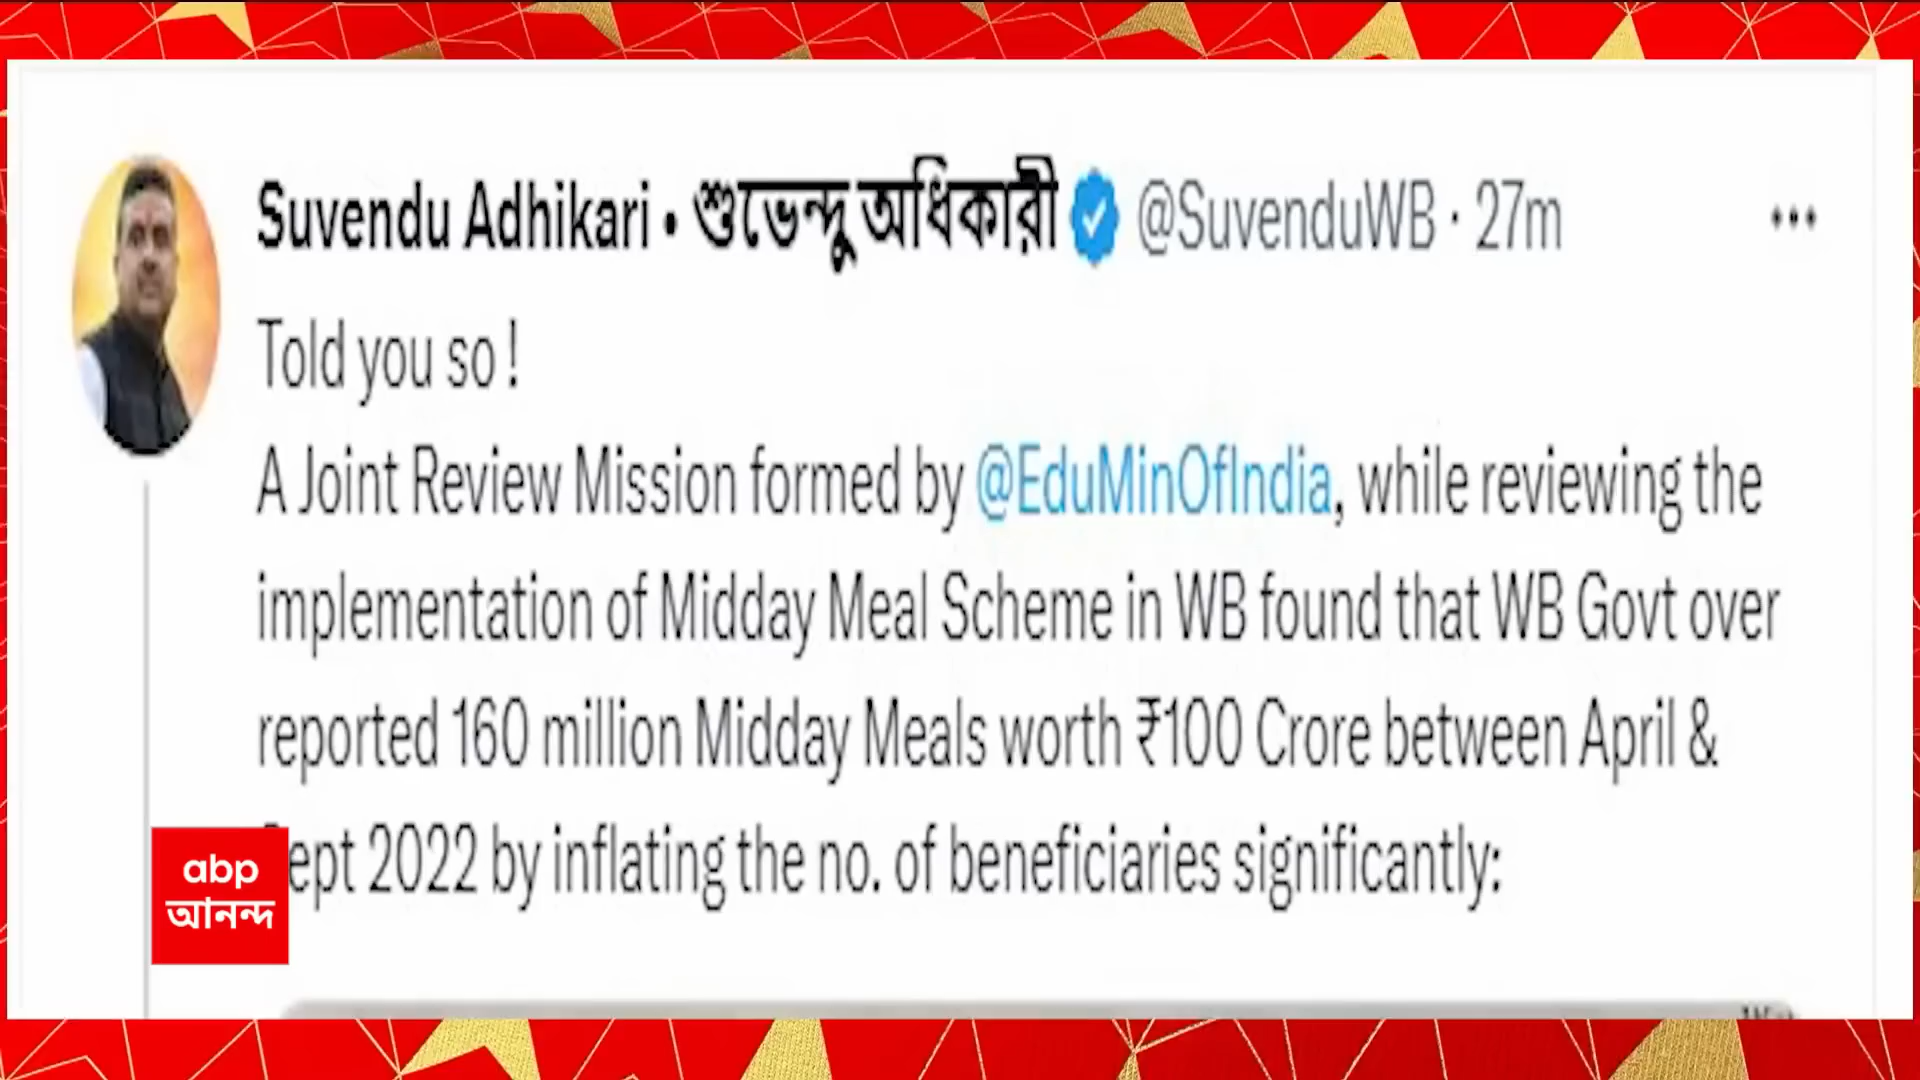 Suvendu Adhikari • শুভেন্দু অধিকারী @SuvenduWB · 27m
Told you so !
A Joint Review Mission formed by @EduMinOfIndia, while reviewing the
implementation of Midday Meal Scheme in WB found that WB Govt over
reported 160 million Midday Meals worth ₹100 Crore between April &
Sept 2022 by inflating the no. of beneficiaries significantly:
abp
আনন্দ